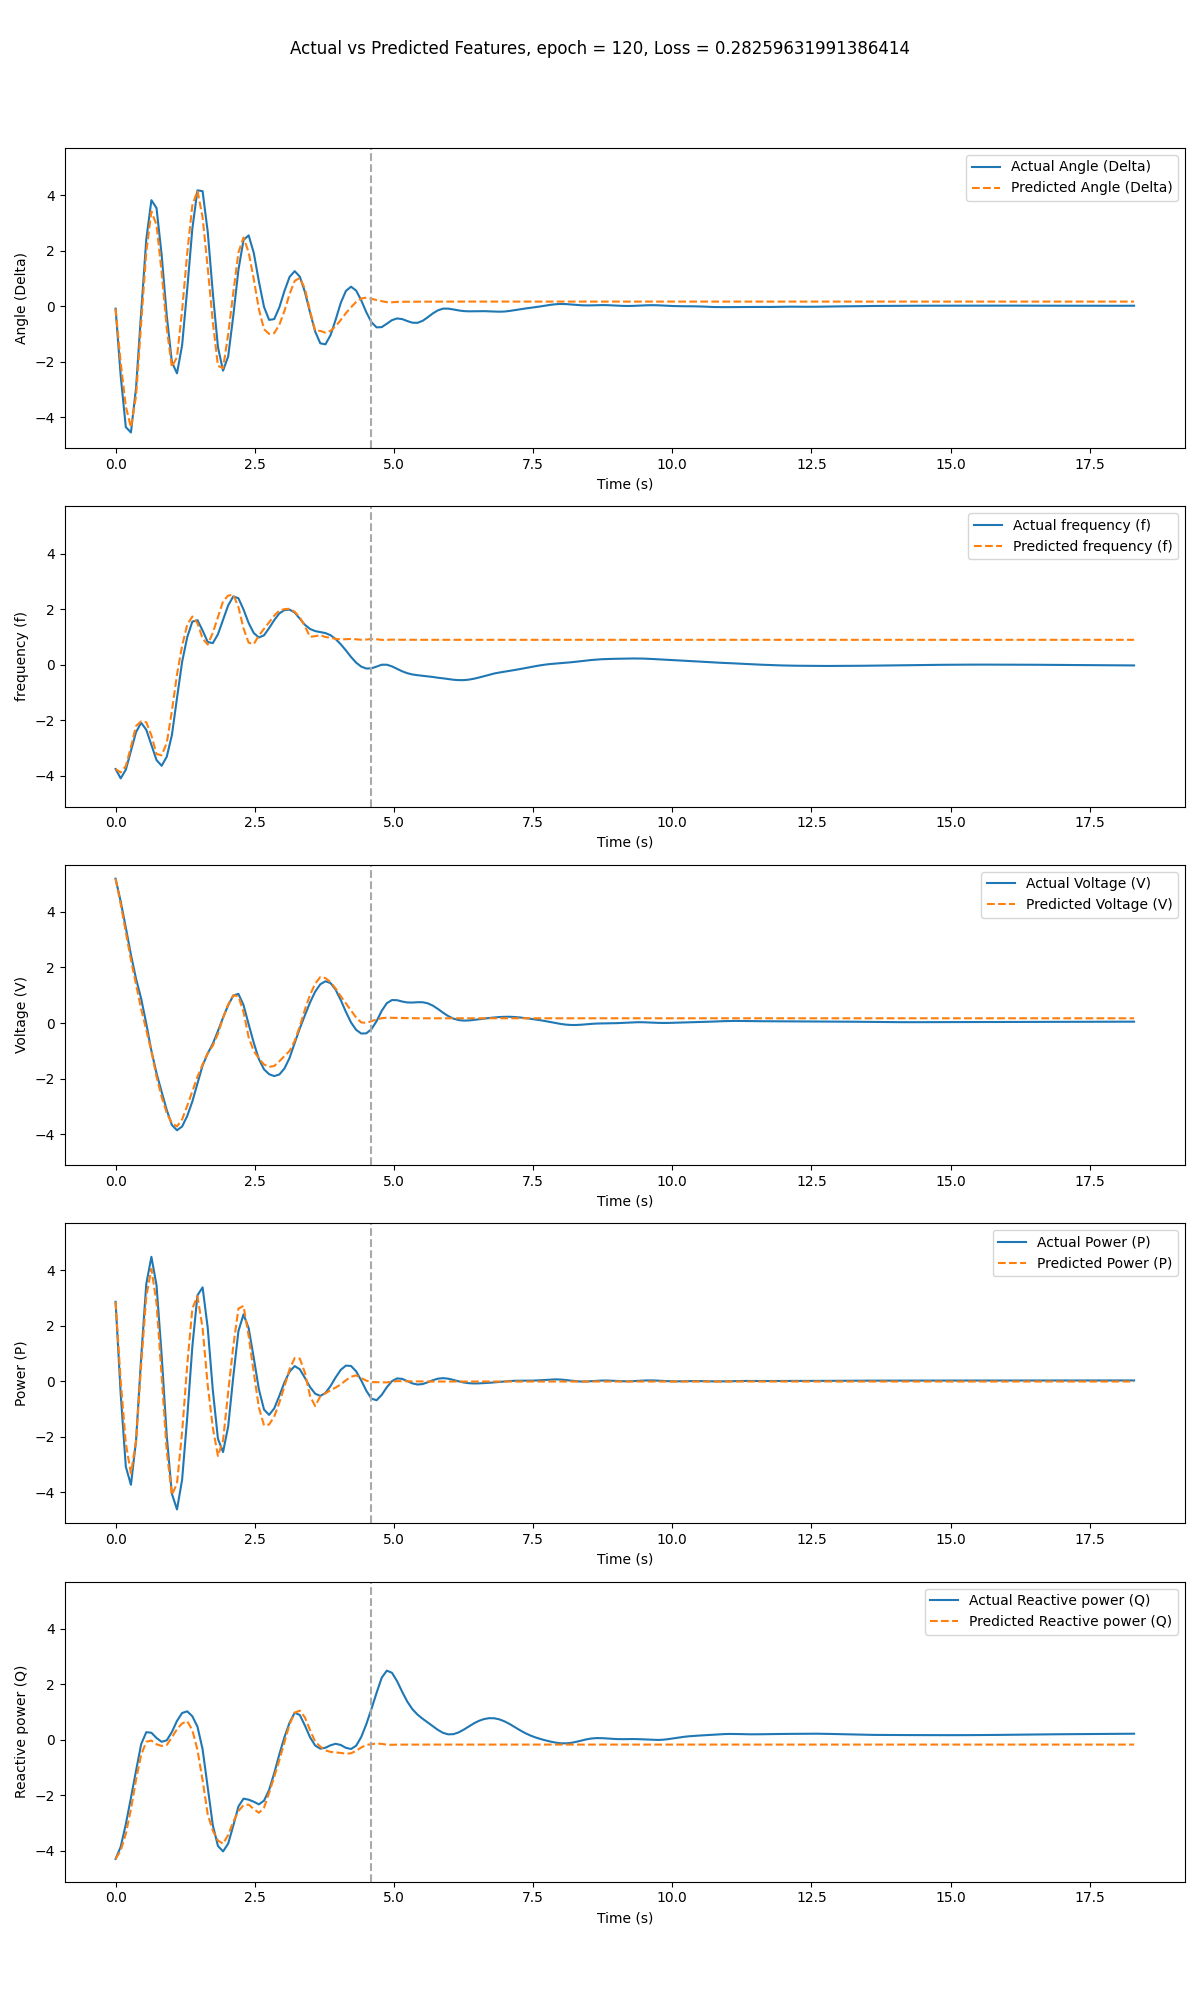 Actual vs Predicted Features, epoch = 120, Loss = 0.28259631991386414
Actual Angle (Delta)
Predicted Angle (Delta)
Angle (Delta)
4
2
0
−2
−4
0.0 2.5 5.0 7.5 10.0 12.5 15.0 17.5
Time (s)
Actual frequency (f)
Predicted frequency (f)
frequency (f)
4
2
0
−2
−4
0.0 2.5 5.0 7.5 10.0 12.5 15.0 17.5
Time (s)
Actual Voltage (V)
Predicted Voltage (V)
Voltage (V)
4
2
0
−2
−4
0.0 2.5 5.0 7.5 10.0 12.5 15.0 17.5
Time (s)
Actual Power (P)
Predicted Power (P)
Power (P)
4
2
0
−2
−4
0.0 2.5 5.0 7.5 10.0 12.5 15.0 17.5
Time (s)
Actual Reactive power (Q)
Predicted Reactive power (Q)
Reactive power (Q)
4
2
0
−2
−4
0.0 2.5 5.0 7.5 10.0 12.5 15.0 17.5
Time (s)